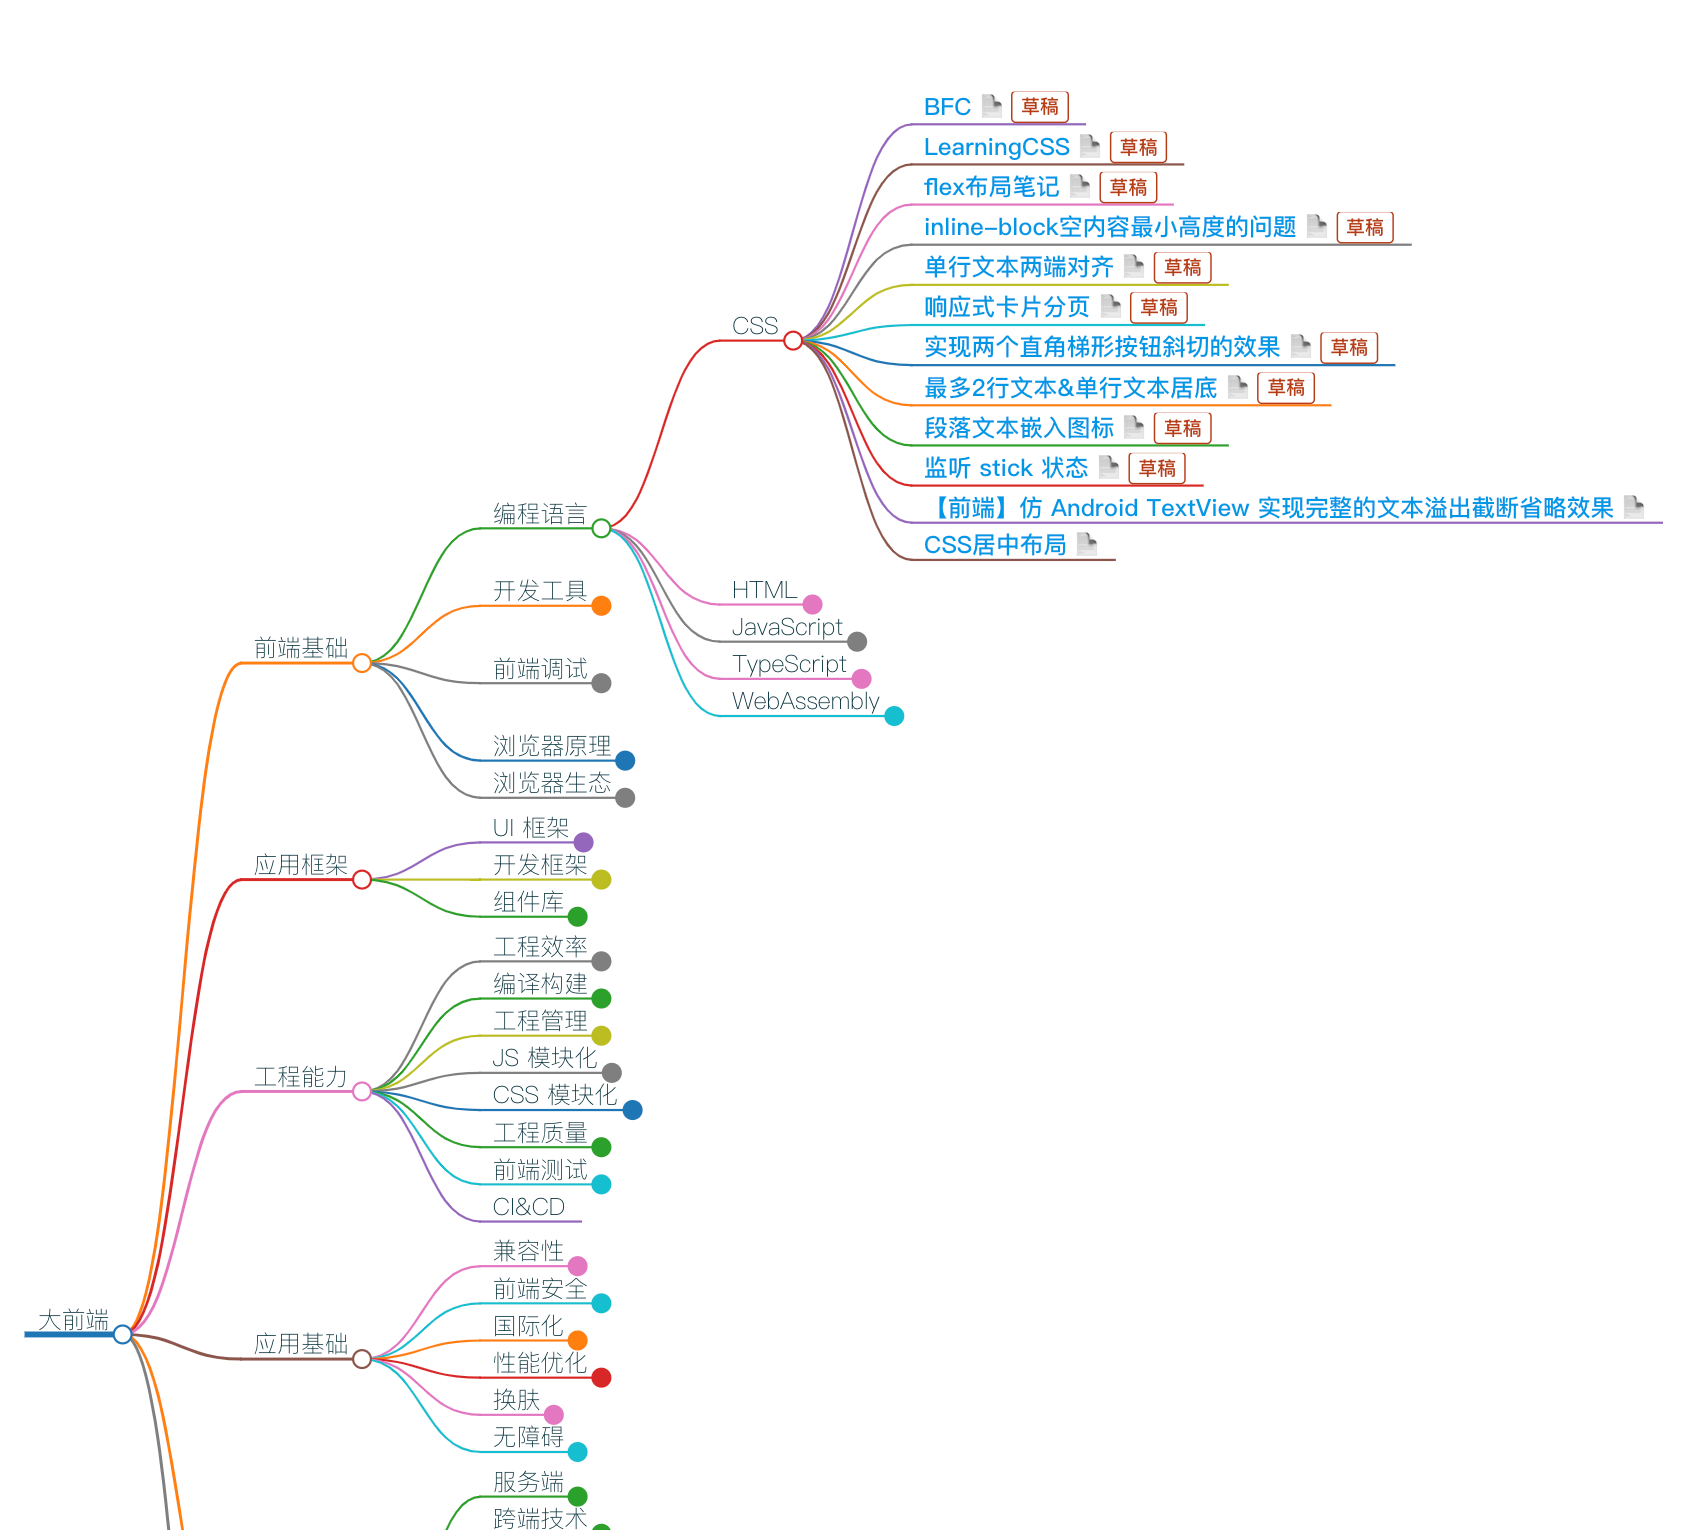 BFC 草稿
LearningCSS 草稿
flex布局笔记 草稿
inline-block空内容最小高度的问题 草稿
单行文本两端对齐 草稿
响应式卡片分页 草稿
CSS
实现两个直角梯形按钮斜切的效果 草稿
最多2行文本&单行文本居底 草稿
段落文本嵌入图标 草稿
监听 stick 状态 草稿
【前端】仿 Android TextView 实现完整的文本溢出截断省略效果
CSS居中布局
编程语言
HTML
JavaScript
TypeScript
WebAssembly
开发工具
前端基础
前端调试
浏览器原理
浏览器生态
UI 框架
应用框架
开发框架
组件库
工程效率
编译构建
工程管理
JS 模块化
工程能力
CSS 模块化
工程质量
前端测试
CI&CD
兼容性
前端安全
大前端
国际化
应用基础
性能优化
换肤
无障碍
服务端
跨端技术